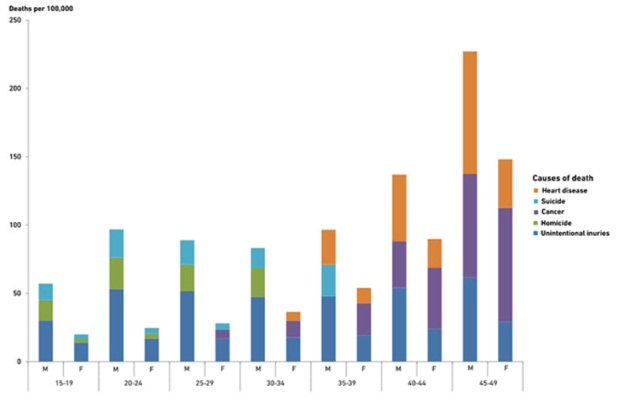 Deaths per 100,000
250
200
150
100
50
0
M F M F M F M F M F M F M F
15-19 20-24 25-29 30-34 35-39 40-44 45-49
Causes of death
Heart disease
Suicide
Cancer
Homicide
Unintentional inuries